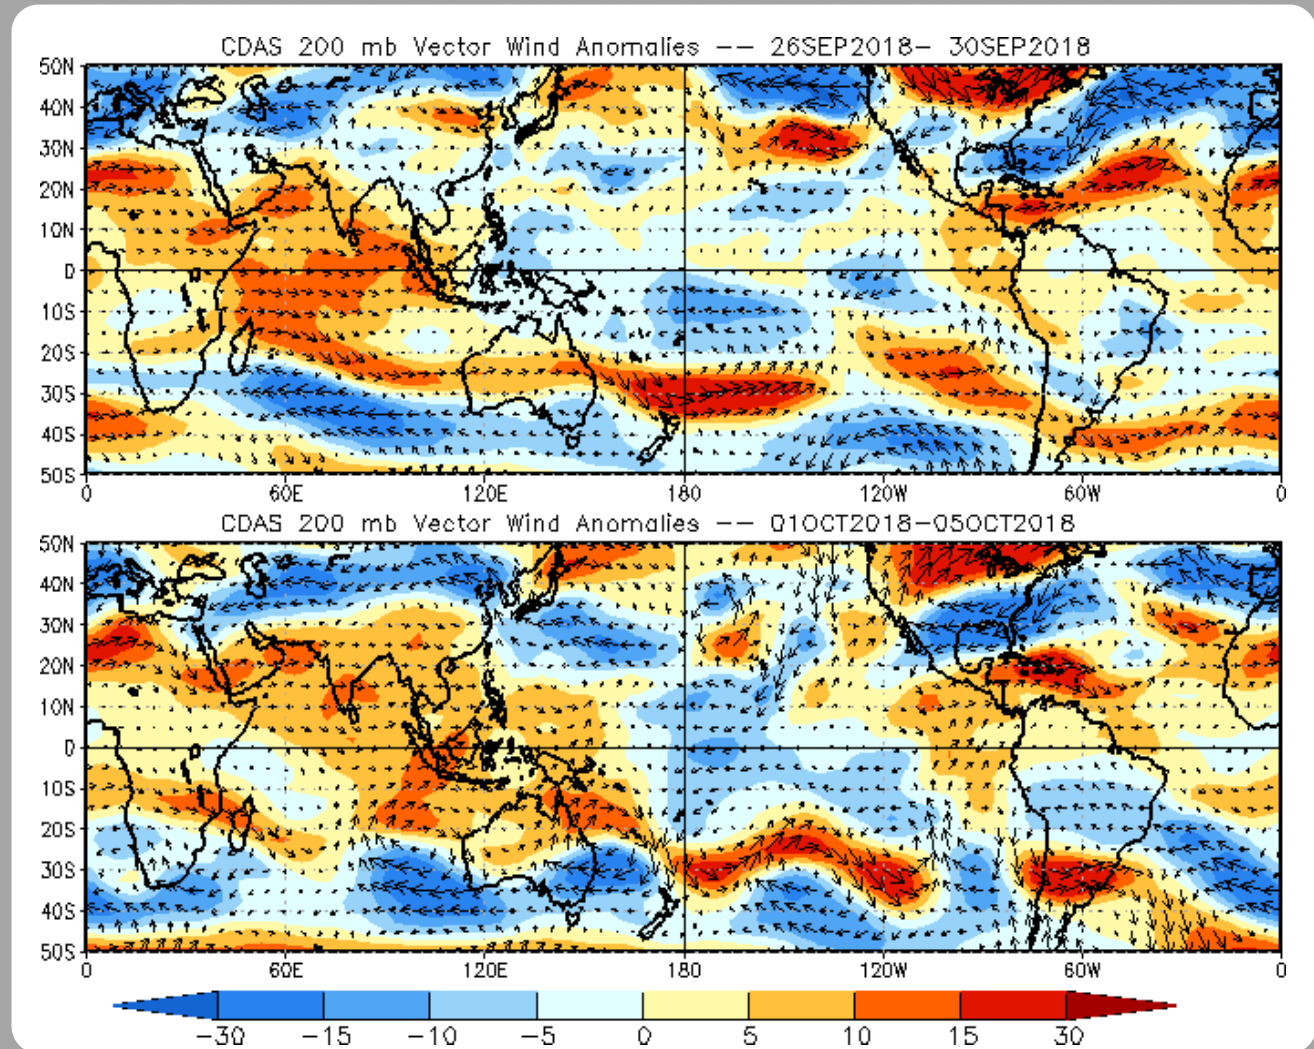 CDAS 200 mb Vector Wind Anomalies -- 26SEP2018- 30SEP2018
50N
40N
30N
20N
10N
0
10S
20S
30S
40S
50S
0 60E 120E 180 120W 60W 0
CDAS 200 mb Vector Wind Anomalies -- 01OCT2018-05OCT2018
50N
40N
30N
20N
10N
0
10S
20S
30S
40S
50S
0 60E 120E 180 120W 60W 0
-30 -15 -10 -5 0 5 10 15 30